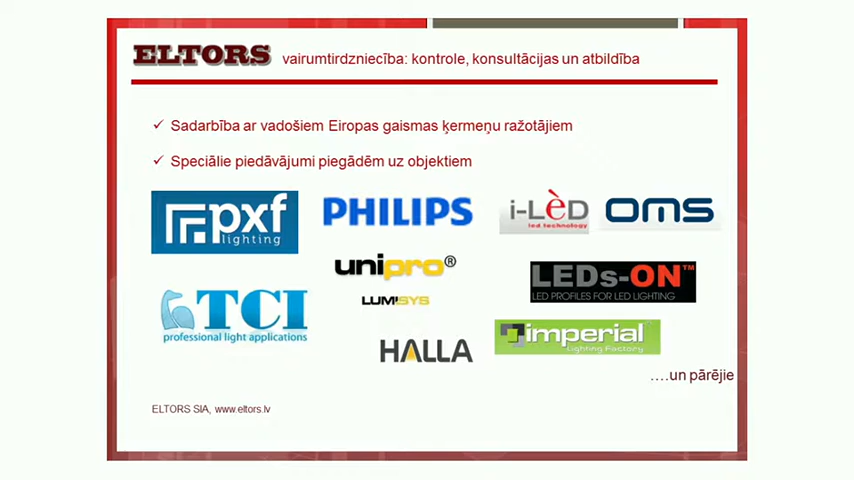 ELTORS vairumtirdzniecība: kontrole, konsultācijas un atbildība
✓ Sadarbība ar vadošiem Eiropas gaismas ķermeņu ražotājiem
✓ Speciālie piedāvājumi piegādēm uz objektiem
pxf
lighting
PHILIPS
i-LèD
led technology
OMS
unipro®
LUMiSYS
LEDs-ON™
LED PROFILES FOR LED LIGHTING
TCI
professional light applications
HALLA
imperial
Lighting Factory
….un pārējie
ELTORS SIA, www.eltors.lv